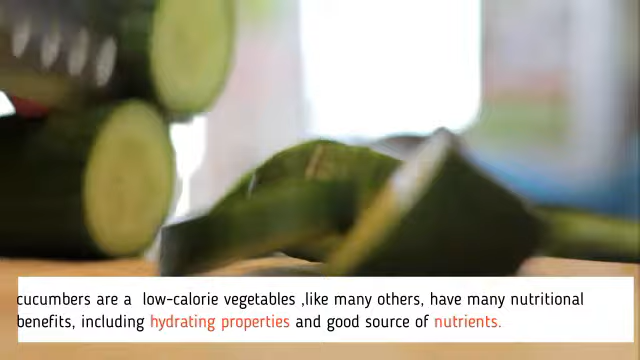 cucumbers are a  low-calorie vegetables ,like many others, have many nutritional
benefits, including hydrating properties and good source of nutrients.